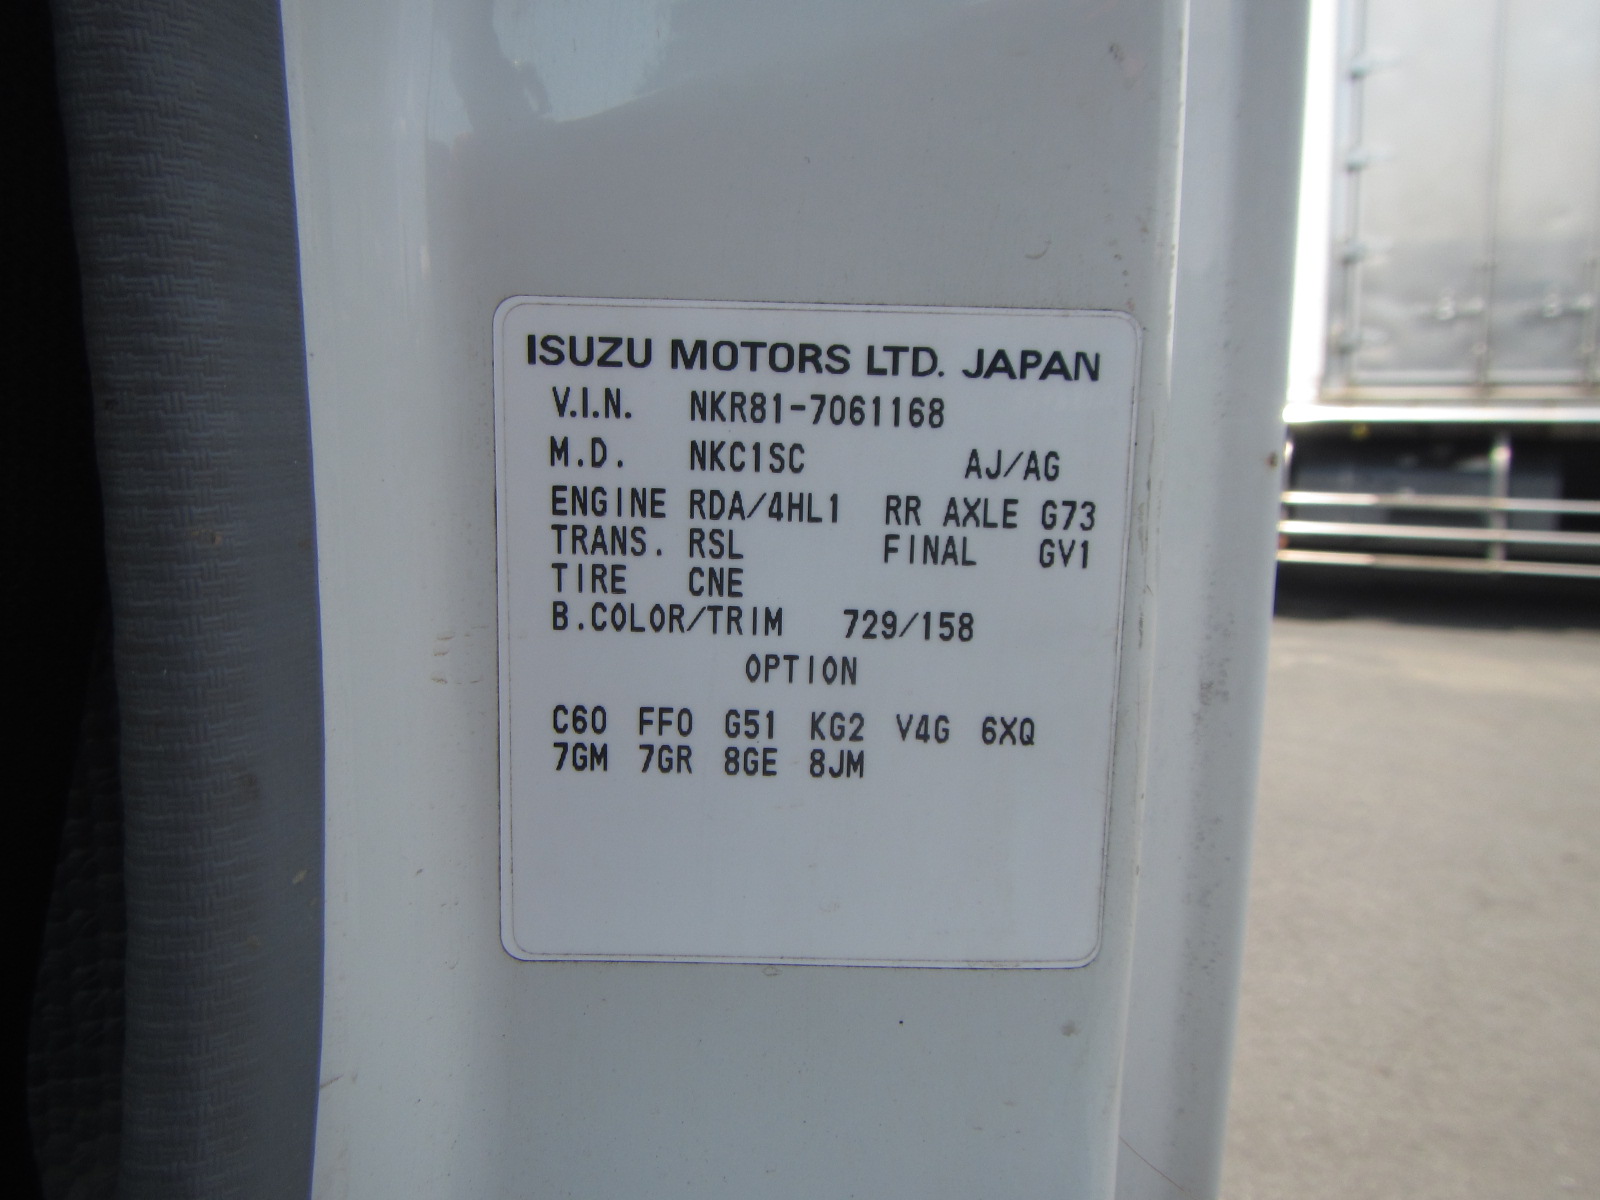 ISUZU MOTORS LTD. JAPAN
V.I.N. NKR81-7061168
M.D. NKC1SC AJ/AG
ENGINE RDA/4HL1 RR AXLE G73
TRANS. RSL FINAL GV1
TIRE CNE
B.COLOR/TRIM 729/158
OPTION
C60 FF0 G51 KG2 V4G 6XQ
7GM 7GR 8GE 8JM